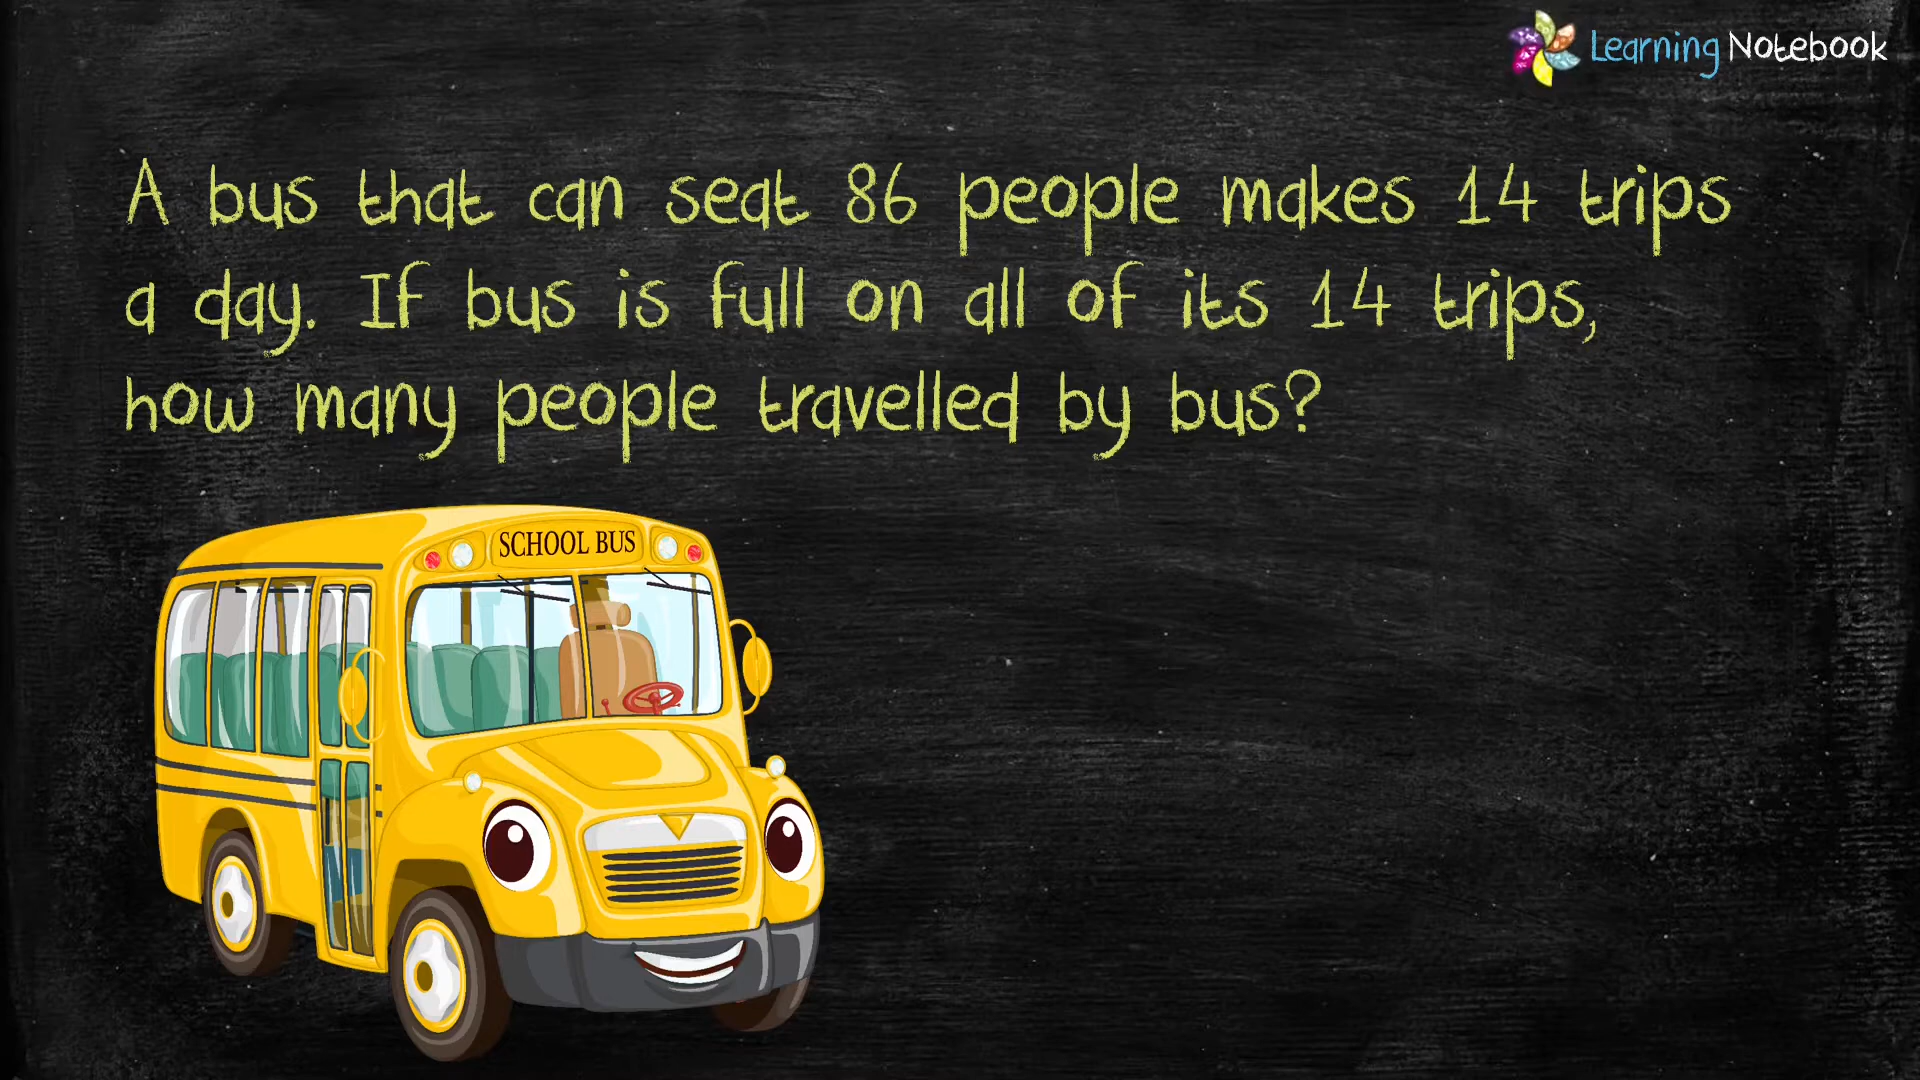 Learning Notebook
A bus that can seat 86 people makes 14 trips
a day. If bus is full on all of its 14 trips,
how many people travelled by bus?
SCHOOL BUS